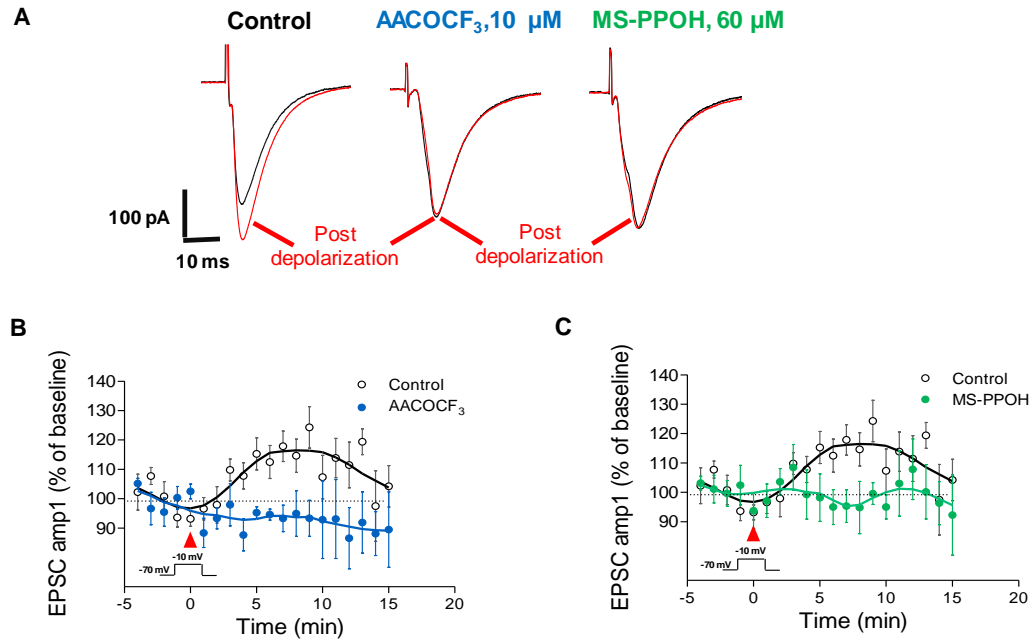 A
Control
AACOCF₃,10 µM
MS-PPOH, 60 µM
100 pA
10 ms
Post
depolarization
Post
depolarization
B
EPSC amp1 (% of baseline)
140
130
120
110
100
90
Control
AACOCF₃
-10 mV
-70 mV
-5
0
5
10
15
20
Time (min)
C
EPSC amp1 (% of baseline)
140
130
120
110
100
90
Control
MS-PPOH
-10 mV
-70 mV
-5
0
5
10
15
20
Time (min)